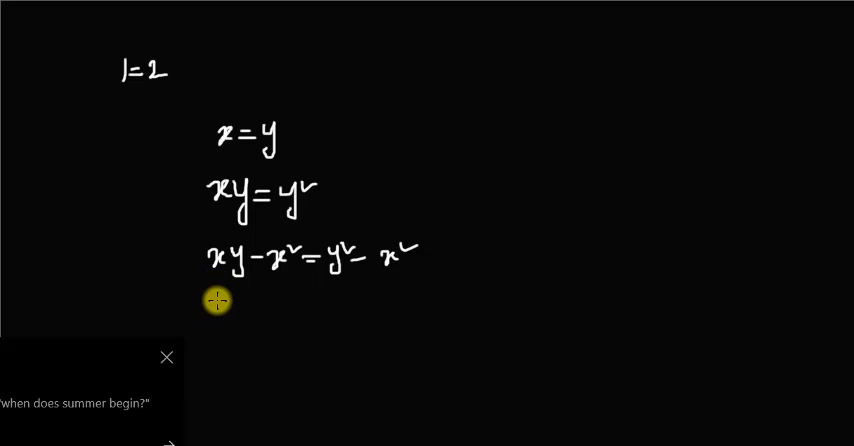 1=2
x=y
xy=y²
xy-x²=y²-x²
"when does summer begin?"